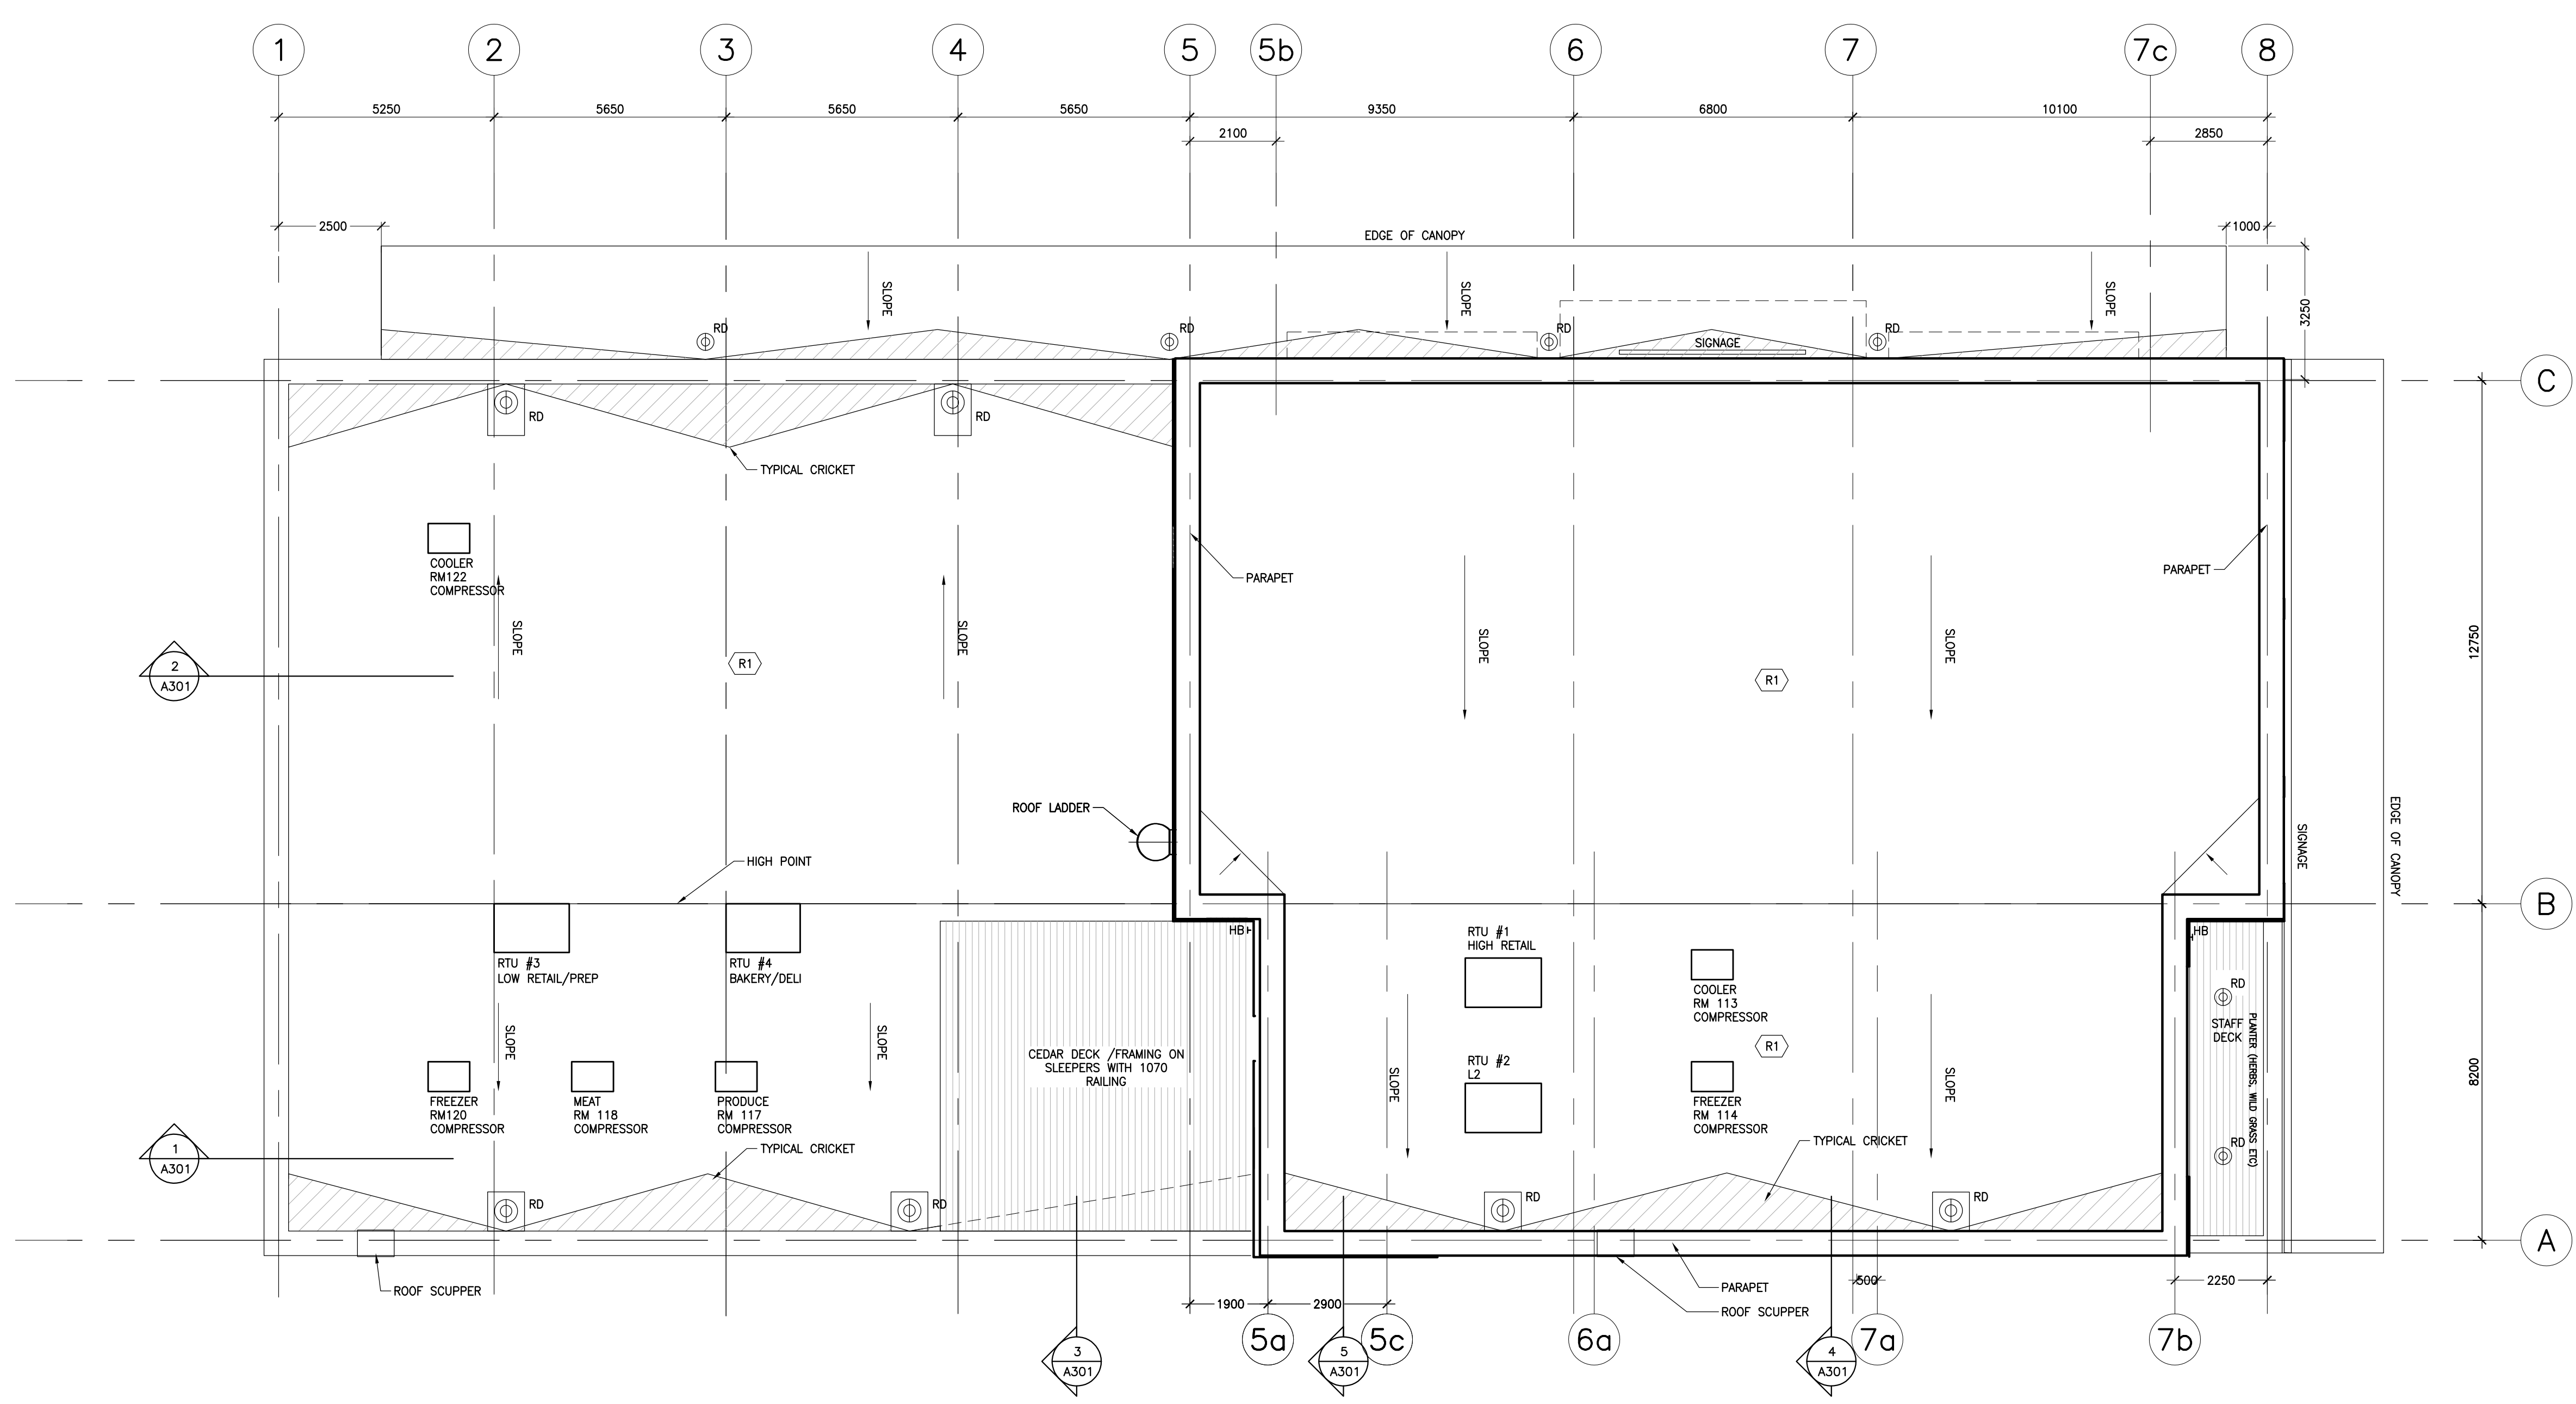 1 2 3 4 5 5b 6 7 7c 8
5250 5650 5650 5650 9350 6800 10100
2100 2850
2500 1000
EDGE OF CANOPY
SLOPE SLOPE SLOPE
3250
RD RD RD RD
SIGNAGE
C
RD RD
TYPICAL CRICKET
COOLER
RM122
COMPRESSOR
PARAPET PARAPET
SLOPE SLOPE SLOPE SLOPE
12750
2
A301
R1 R1
ROOF LADDER
SIGNAGE
EDGE OF CANOPY
HIGH POINT
B
HB HB
RTU #3
LOW RETAIL/PREP
RTU #4
BAKERY/DELI
RTU #1
HIGH RETAIL
COOLER
RM 113
COMPRESSOR
RD
STAFF
DECK
PLANTER (HERBS, WILD GRASS ETC)
SLOPE SLOPE SLOPE SLOPE
R1
8200
CEDAR DECK /FRAMING ON
SLEEPERS WITH 1070
RAILING
RTU #2
L2
FREEZER
RM120
COMPRESSOR
MEAT
RM 118
COMPRESSOR
PRODUCE
RM 117
COMPRESSOR
FREEZER
RM 114
COMPRESSOR
1
A301
TYPICAL CRICKET
TYPICAL CRICKET
RD
RD RD RD RD
A
ROOF SCUPPER
PARAPET
ROOF SCUPPER
500 2250
1900 2900
5a 5c 6a 7a 7b
3
A301
5
A301
4
A301